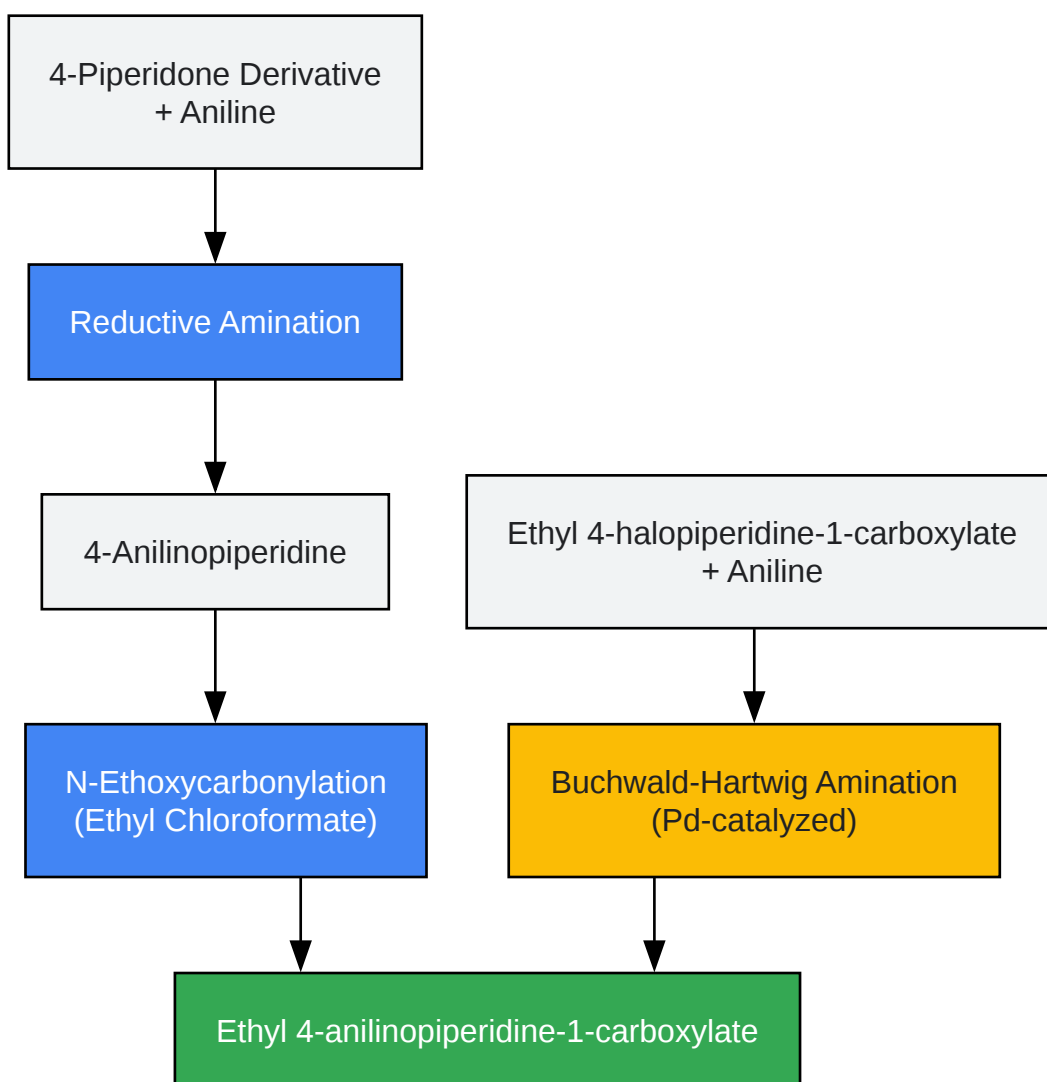 4-Piperidone Derivative
+ Aniline
Reductive Amination
4-Anilinopiperidine
Ethyl 4-halopiperidine-1-carboxylate
+ Aniline
N-Ethoxycarbonylation
(Ethyl Chloroformate)
Buchwald-Hartwig Amination
(Pd-catalyzed)
Ethyl 4-anilinopiperidine-1-carboxylate